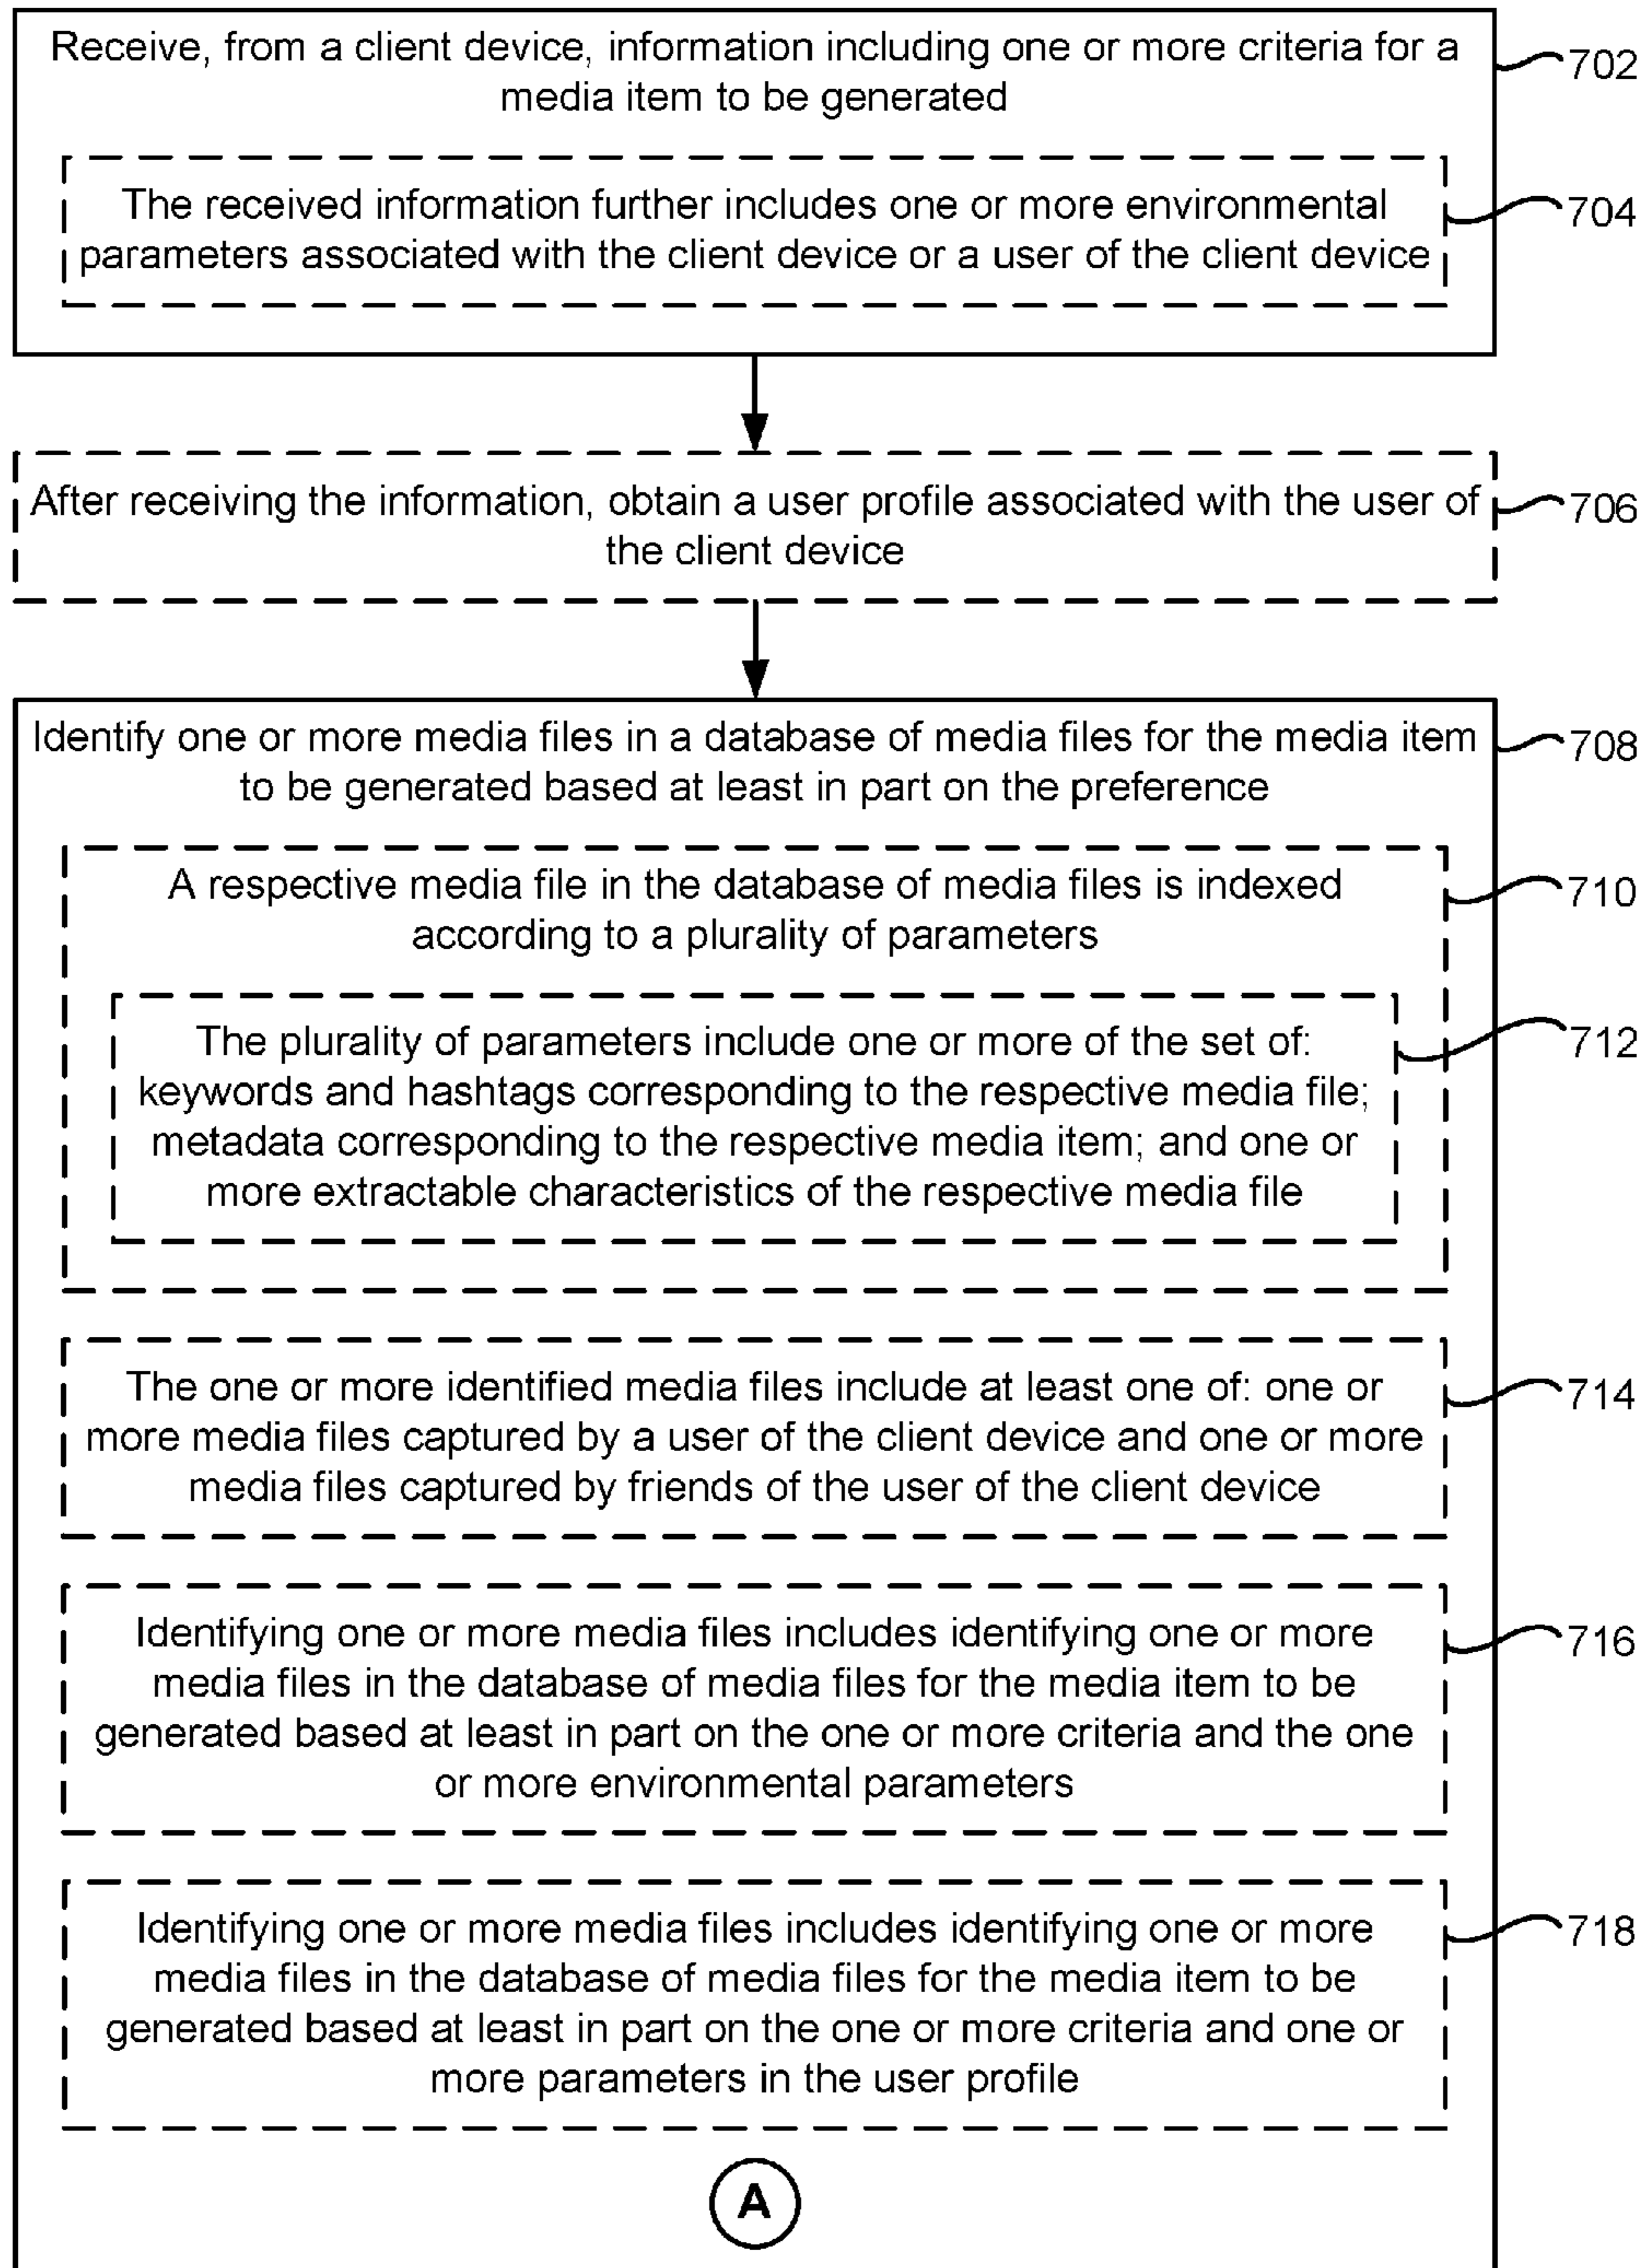 Receive, from a client device, information including one or more criteria for a
media item to be generated
702
The received information further includes one or more environmental
parameters associated with the client device or a user of the client device
704
After receiving the information, obtain a user profile associated with the user of
the client device
706
Identify one or more media files in a database of media files for the media item
to be generated based at least in part on the preference
708
A respective media file in the database of media files is indexed
according to a plurality of parameters
710
The plurality of parameters include one or more of the set of:
keywords and hashtags corresponding to the respective media file;
metadata corresponding to the respective media item; and one or
more extractable characteristics of the respective media file
712
The one or more identified media files include at least one of: one or
more media files captured by a user of the client device and one or more
media files captured by friends of the user of the client device
714
Identifying one or more media files includes identifying one or more
media files in the database of media files for the media item to be
generated based at least in part on the one or more criteria and the one
or more environmental parameters
716
Identifying one or more media files includes identifying one or more
media files in the database of media files for the media item to be
generated based at least in part on the one or more criteria and one or
more parameters in the user profile
718
A